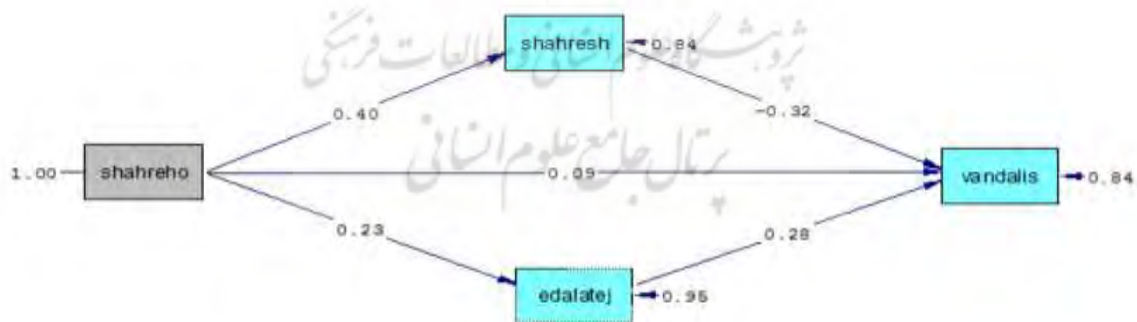 shahresh
0.84
پژوهشگاه علوم انسانی و مطالعات فرهنگی
0.40
-0.32
پرتال جامع علوم انسانی
1.00
shahreho
0.09
vandalis
0.84
0.23
0.28
edalatej
0.95